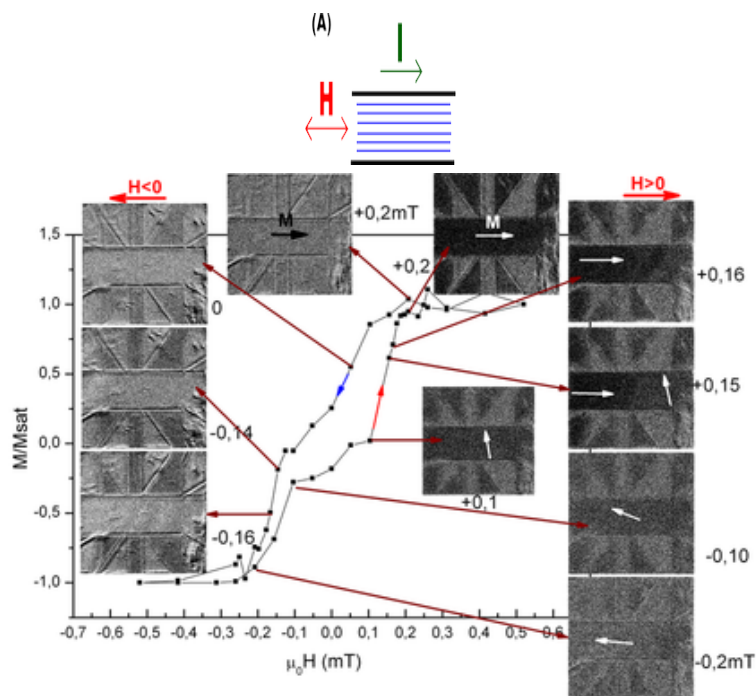 (A)
I
H
H<0
H>0
+0,2mT
M
M
+0,2
+0,16
0
+0,15
-0,14
+0,1
-0,16
-0,10
-0,2mT
M/Msat
1,5
1,0
0,5
0,0
-0,5
-1,0
-0,7 -0,6 -0,5 -0,4 -0,3 -0,2 -0,1 0,0 0,1 0,2 0,3 0,4 0,5 0,6
μ₀H (mT)